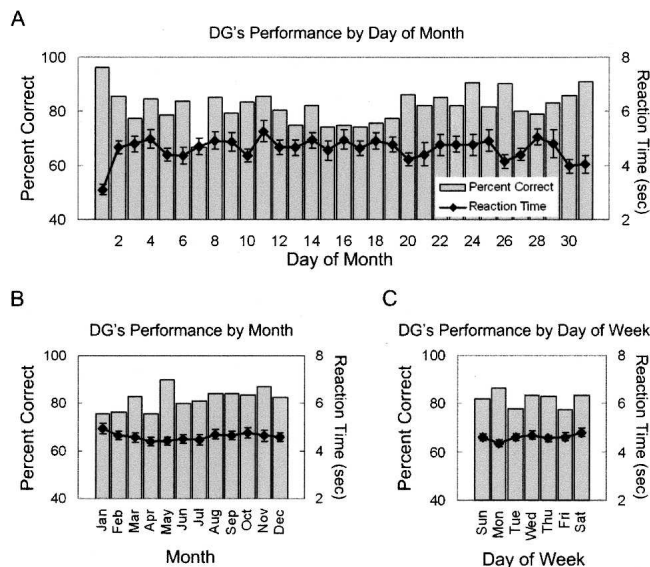 A
DG's Performance by Day of Month
100
80
60
40
Percent Correct
8
6
4
2
Reaction Time (sec)
Percent Correct
Reaction Time
2 4 6 8 10 12 14 16 18 20 22 24 26 28 30
Day of Month
B
DG's Performance by Month
100
80
60
40
Percent Correct
8
6
4
2
Reaction Time (sec)
Jan Feb Mar Apr May Jun Jul Aug Sep Oct Nov Dec
Month
C
DG's Performance by Day of Week
100
80
60
40
Percent Correct
8
6
4
2
Reaction Time (sec)
Sun Mon Tue Wed Thu Fri Sat
Day of Week